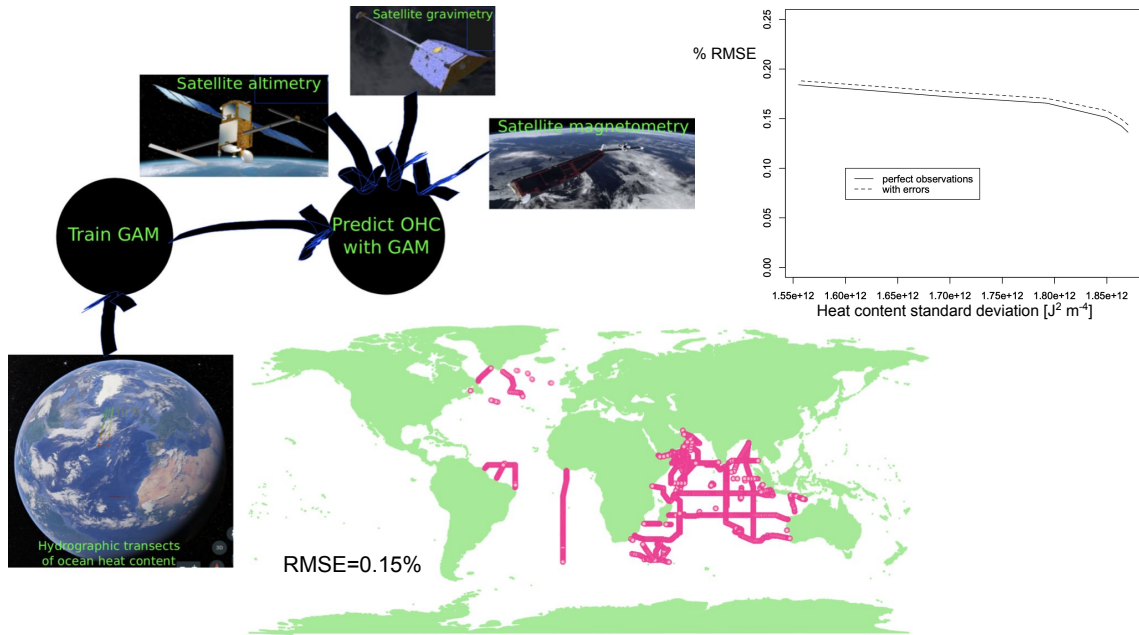 Satellite gravimetry
Satellite altimetry
Satellite magnetometry
Train GAM
Predict OHC
with GAM
Hydrographic transects
of ocean heat content
RMSE=0.15%
% RMSE
0.25
0.20
0.15
0.10
0.05
0.00
perfect observations
with errors
1.55e+12 1.60e+12 1.65e+12 1.70e+12 1.75e+12 1.80e+12 1.85e+12
Heat content standard deviation [J² m⁻⁴]